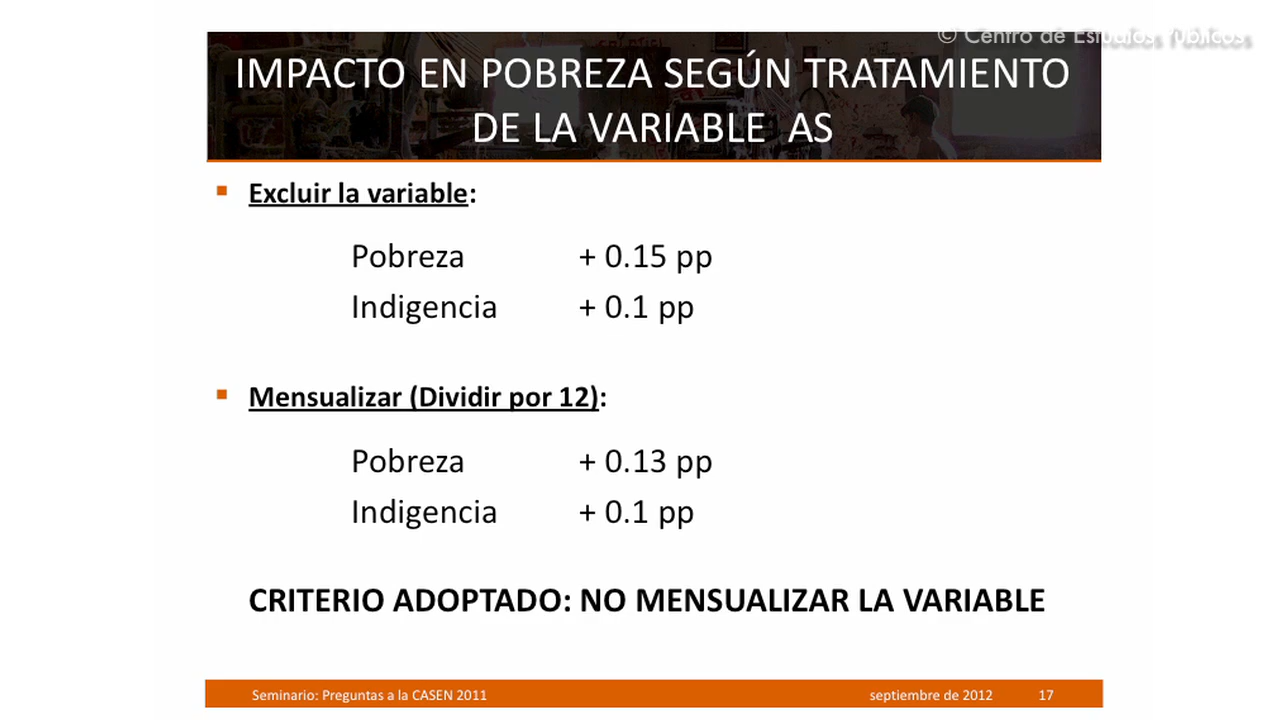 © Centro de Estudios Públicos
IMPACTO EN POBREZA SEGÚN TRATAMIENTO
DE LA VARIABLE AS
Excluir la variable:
Pobreza + 0.15 pp
Indigencia + 0.1 pp
Mensualizar (Dividir por 12):
Pobreza + 0.13 pp
Indigencia + 0.1 pp
CRITERIO ADOPTADO: NO MENSUALIZAR LA VARIABLE
Seminario: Preguntas a la CASEN 2011 septiembre de 2012 17